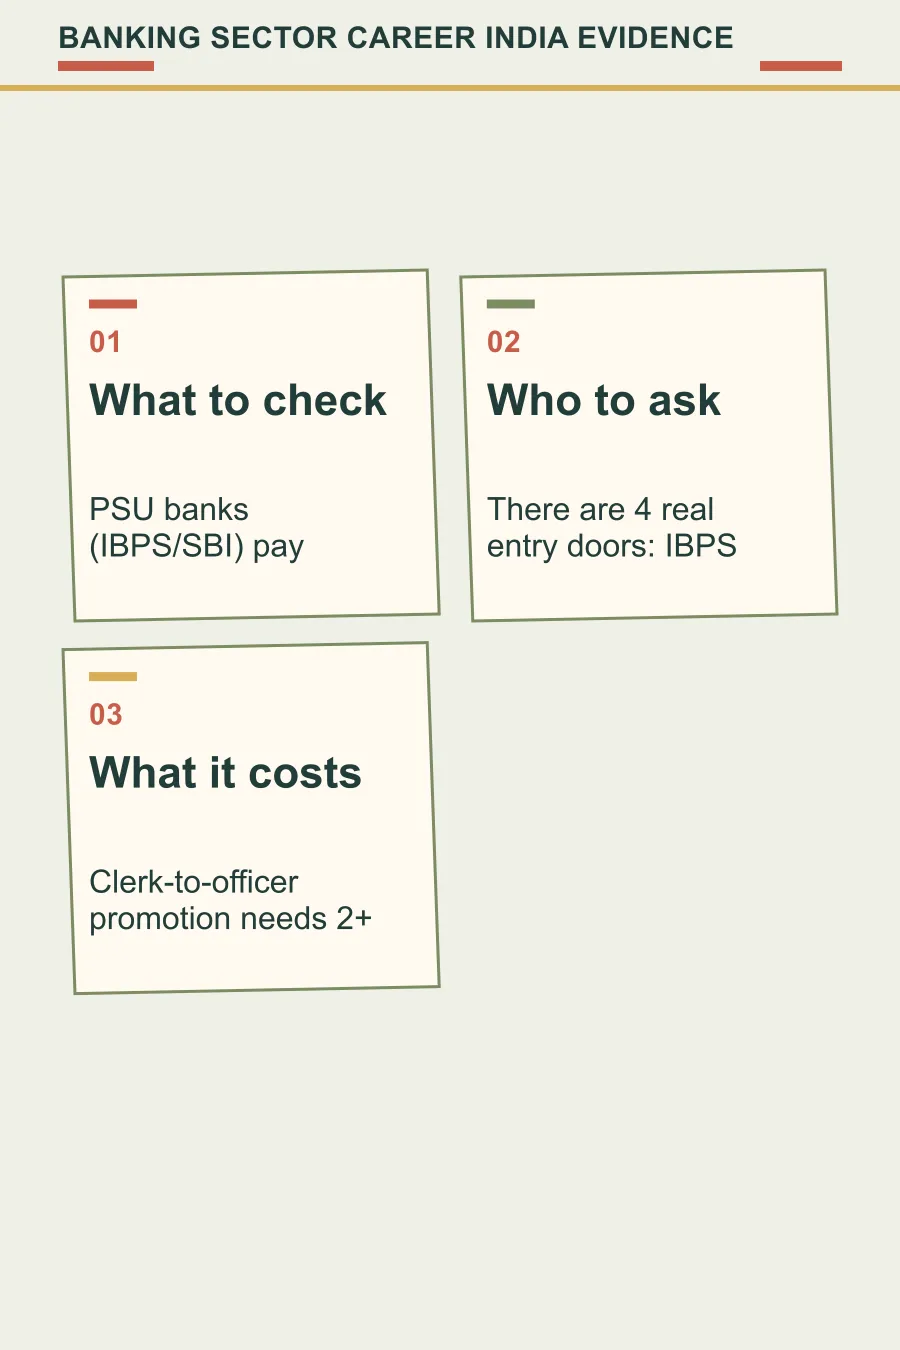 BANKING SECTOR CAREER INDIA EVIDENCE
01
What to check
PSU banks
(IBPS/SBI) pay
02
Who to ask
There are 4 real
entry doors: IBPS
03
What it costs
Clerk-to-officer
promotion needs 2+